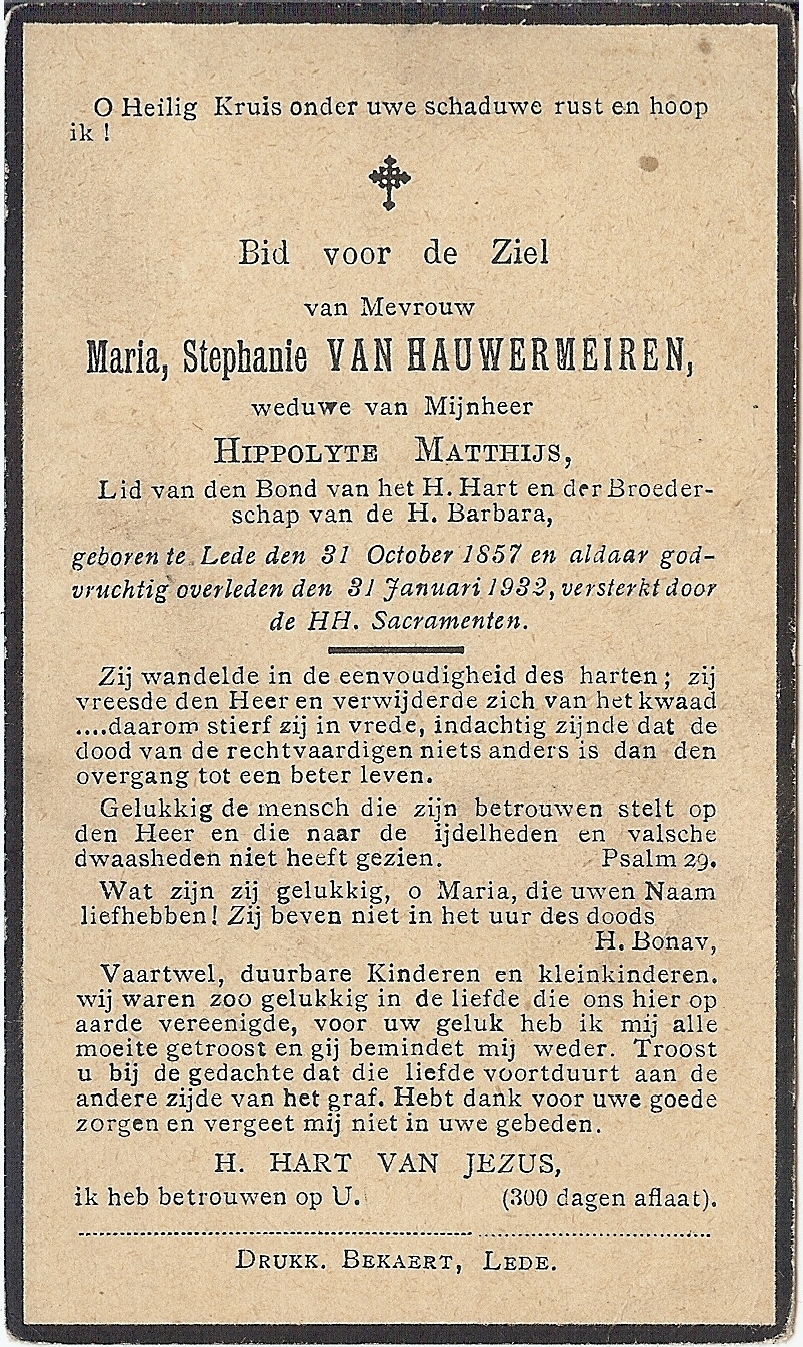 O Heilig Kruis onder uwe schaduwe rust en hoop
ik !
Bid voor de Ziel
van Mevrouw
Maria, Stephanie VAN HAUWERMEIREN,
weduwe van Mijnheer
HIPPOLYTE MATTHIJS,
Lid van den Bond van het H. Hart en der Broeder-
schap van de H. Barbara,
geboren te Lede den 31 October 1857 en aldaar god-
vruchtig overleden den 31 Januari 1932, versterkt door
de HH. Sacramenten.
Zij wandelde in de eenvoudigheid des harten ; zij
vreesde den Heer en verwijderde zich van het kwaad
....daarom stierf zij in vrede, indachtig zijnde dat de
dood van de rechtvaardigen niets anders is dan den
overgang tot een beter leven.
Gelukkig de mensch die zijn betrouwen stelt op
den Heer en die naar de ijdelheden en valsche
dwaasheden niet heeft gezien. Psalm 29.
Wat zijn zij gelukkig, o Maria, die uwen Naam
liefhebben! Zij beven niet in het uur des doods
H. Bonav,
Vaartwel, duurbare Kinderen en kleinkinderen.
wij waren zoo gelukkig in de liefde die ons hier op
aarde vereenigde, voor uw geluk heb ik mij alle
moeite getroost en gij bemindet mij weder. Troost
u bij de gedachte dat die liefde voortduurt aan de
andere zijde van het graf. Hebt dank voor uwe goede
zorgen en vergeet mij niet in uwe gebeden.
H. HART VAN JEZUS,
ik heb betrouwen op U. (300 dagen aflaat).
DRUKK. BEKAERT, LEDE.